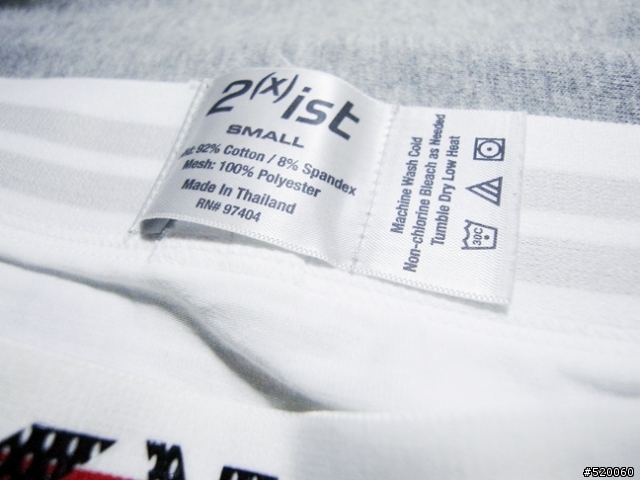 2(x)ist
SMALL
92% Cotton / 8% Spandex
Mesh: 100% Polyester
Made In Thailand
RN# 97404
Machine Wash Cold
Non-chlorine Bleach as Needed
Tumble Dry Low Heat
30C
#520060